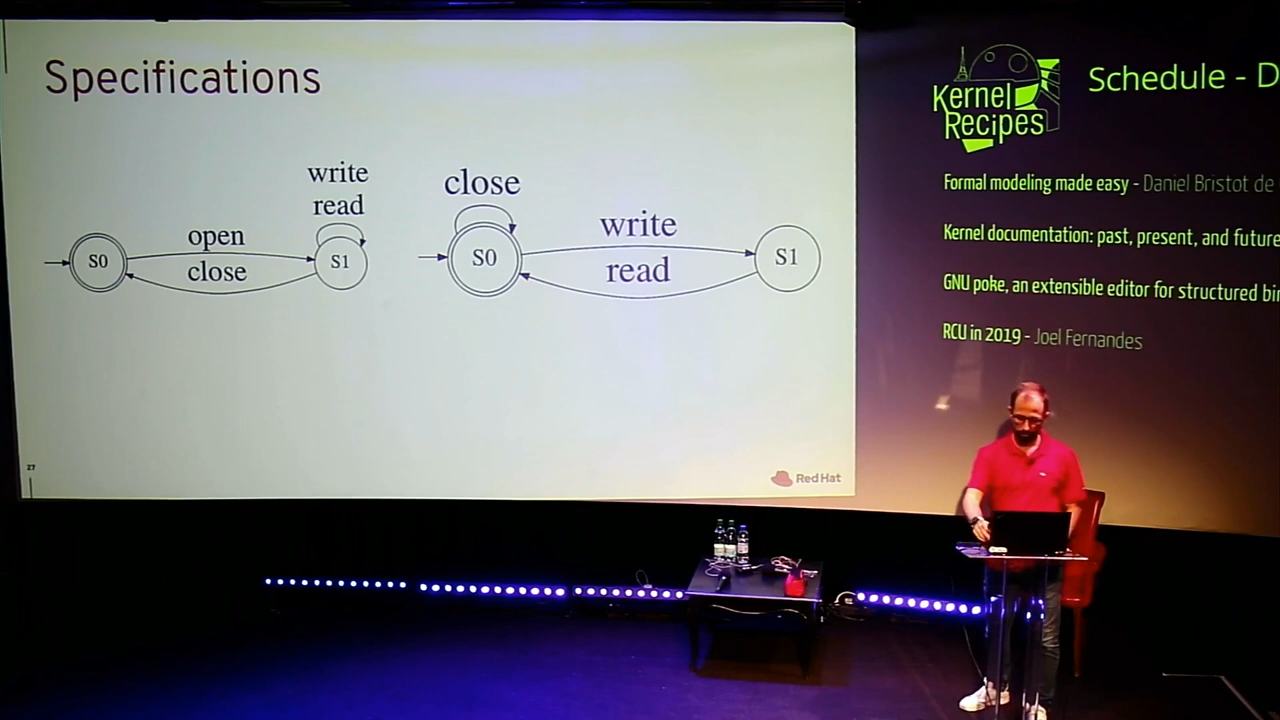 Specifications
write
read
open
close
S0
S1
close
write
read
S0
S1
27
Red Hat
Kernel
Recipes
Schedule - D
Formal modeling made easy - Daniel Bristot de
Kernel documentation: past, present, and future
GNU poke, an extensible editor for structured bi
RCU in 2019 - Joel Fernandes